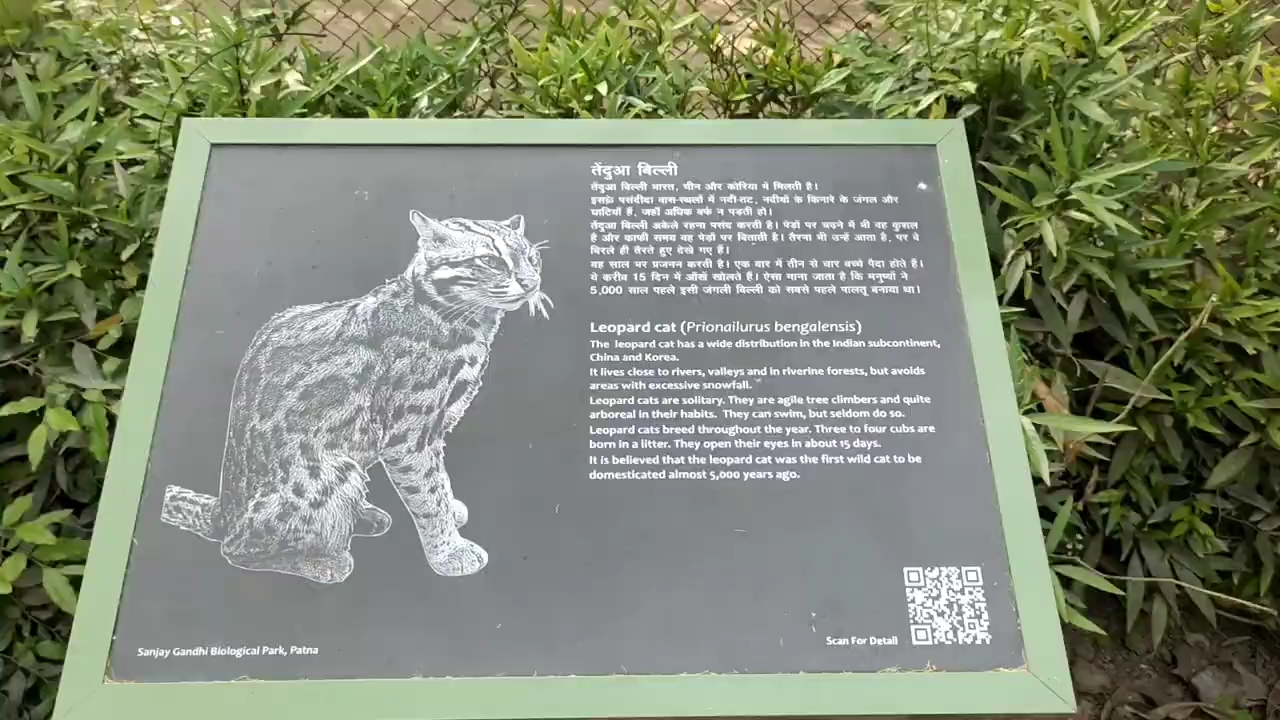 तेंदुआ बिल्ली
तेंदुआ बिल्ली भारत, चीन और कोरिया में मिलती है।
इसके पसंदीदा वास-स्थलों में नदी-तट, नदीयों के किनारे के जंगल और
घाटियाँ हैं, जहाँ अधिक बर्फ न पड़ती हो।
तेंदुआ बिल्ली अकेले रहना पसंद करती है। पेड़ों पर चढ़ने में भी वह कुशल
है और काफी समय वह पेड़ों पर बिताती है। तैरना भी उन्हें आता है, पर वे
बिरले ही तैरते हुए देखे गए हैं।
वह साल भर प्रजनन करती है। एक बार में तीन से चार बच्चे पैदा होते हैं।
वे करीब 15 दिन में आँखें खोलते हैं। ऐसा माना जाता है कि मनुष्यों ने
5,000 साल पहले इसी जंगली बिल्ली को सबसे पहले पालतू बनाया था।
Leopard cat (Prionailurus bengalensis)
The leopard cat has a wide distribution in the Indian subcontinent,
China and Korea.
It lives close to rivers, valleys and in riverine forests, but avoids
areas with excessive snowfall.
Leopard cats are solitary. They are agile tree climbers and quite
arboreal in their habits. They can swim, but seldom do so.
Leopard cats breed throughout the year. Three to four cubs are
born in a litter. They open their eyes in about 15 days.
It is believed that the leopard cat was the first wild cat to be
domesticated almost 5,000 years ago.
Scan For Detail
Sanjay Gandhi Biological Park, Patna